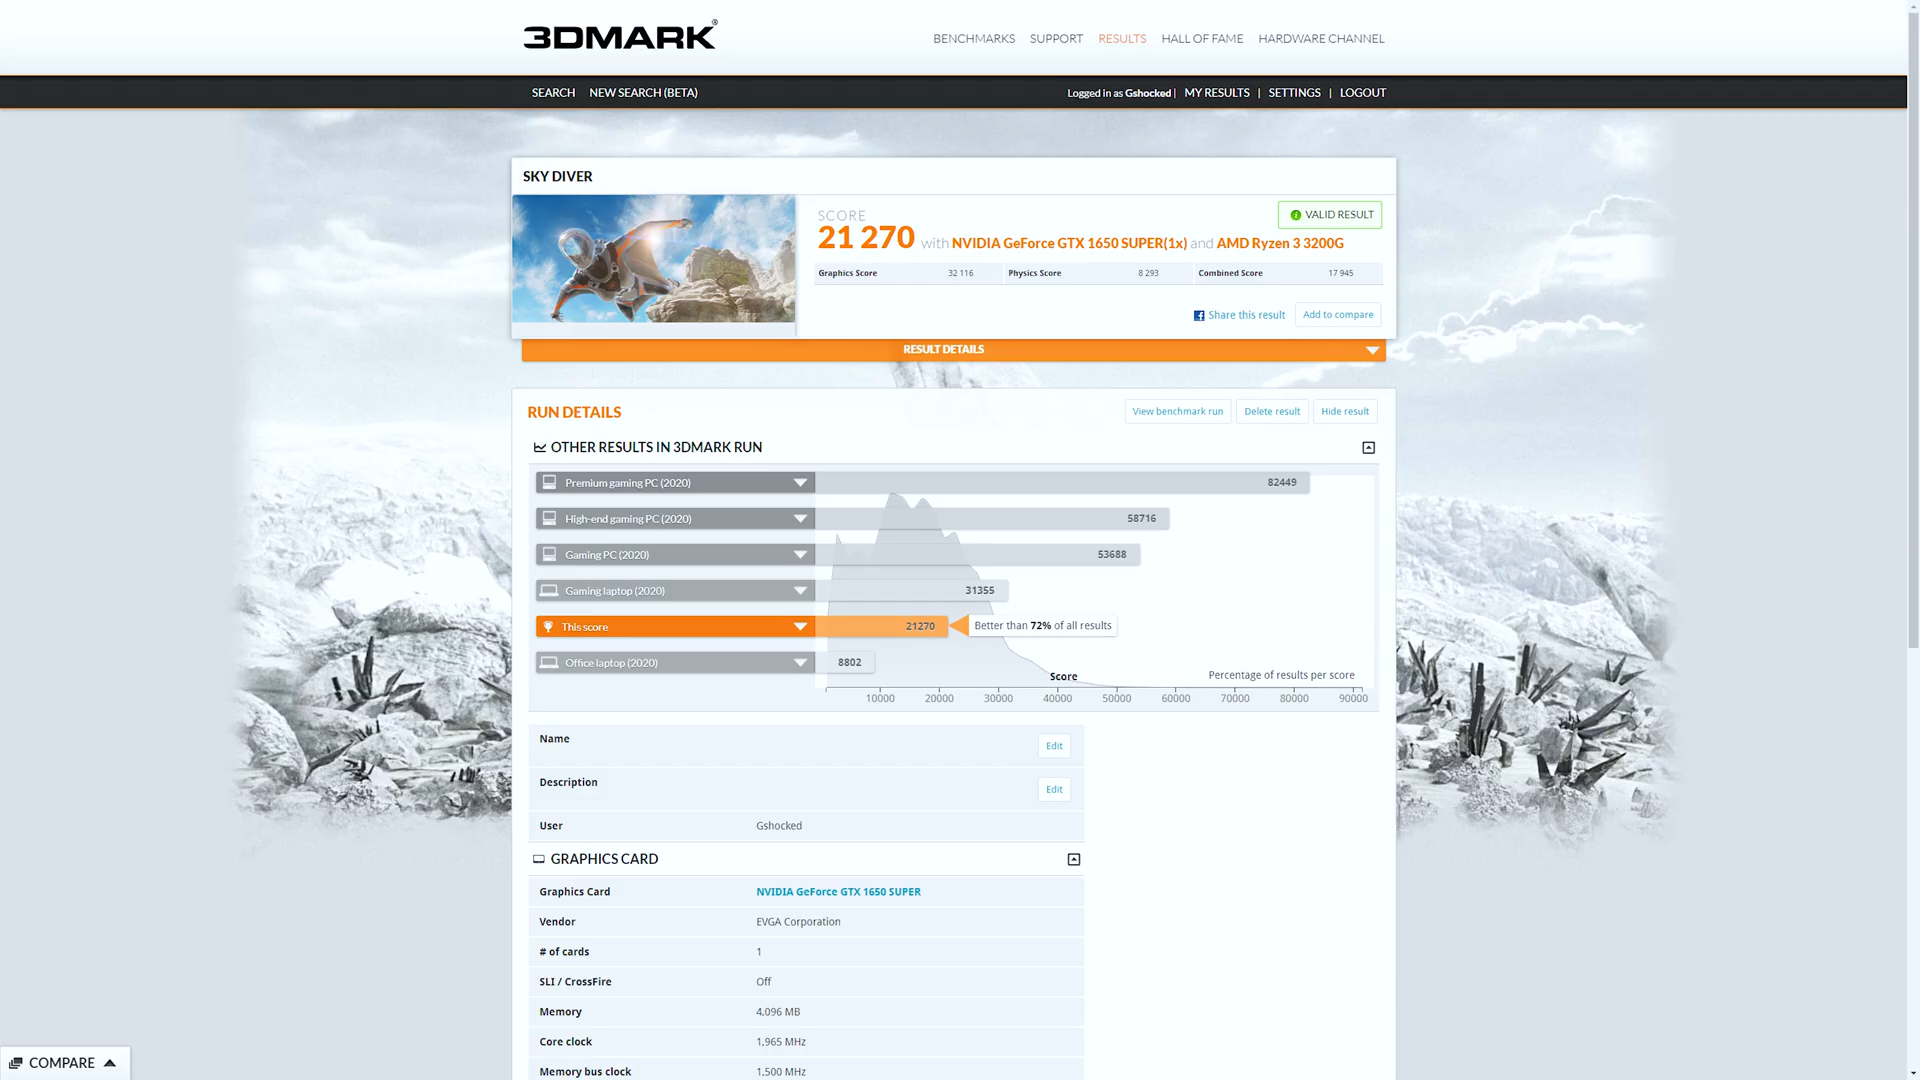 3DMARK®
BENCHMARKS SUPPORT RESULTS HALL OF FAME HARDWARE CHANNEL
SEARCH NEW SEARCH (BETA) Logged in as Gshocked | MY RESULTS | SETTINGS | LOGOUT
SKY DIVER
VALID RESULT
SCORE
21 270 with NVIDIA GeForce GTX 1650 SUPER(1x) and AMD Ryzen 3 3200G
Graphics Score 32 116 Physics Score 8 293 Combined Score 17 945
Share this result Add to compare
RESULT DETAILS
RUN DETAILS View benchmark run Delete result Hide result
OTHER RESULTS IN 3DMARK RUN
Premium gaming PC (2020) 82449
High-end gaming PC (2020) 58716
Gaming PC (2020) 53688
Gaming laptop (2020) 31355
This score 21270 Better than 72% of all results
Office laptop (2020) 8802
Score Percentage of results per score
10000 20000 30000 40000 50000 60000 70000 80000 90000
Name Edit
Description Edit
User Gshocked
GRAPHICS CARD
Graphics Card NVIDIA GeForce GTX 1650 SUPER
Vendor EVGA Corporation
# of cards 1
SLI / CrossFire Off
Memory 4,096 MB
Core clock 1,965 MHz
Memory bus clock 1,500 MHz
COMPARE